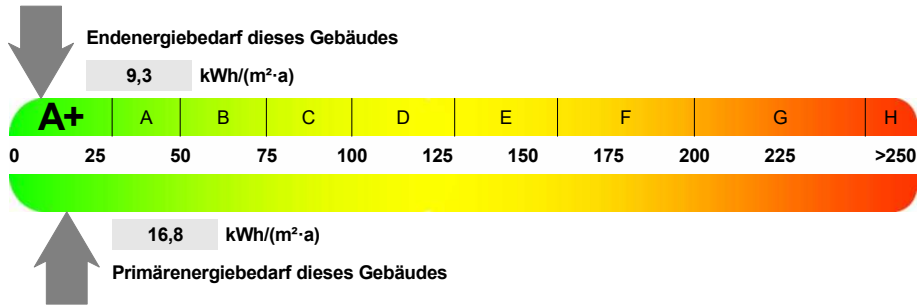 Endenergiebedarf dieses Gebäudes
9,3 kWh/(m²·a)
A+ A B C D E F G H
0 25 50 75 100 125 150 175 200 225 >250
16,8 kWh/(m²·a)
Primärenergiebedarf dieses Gebäudes